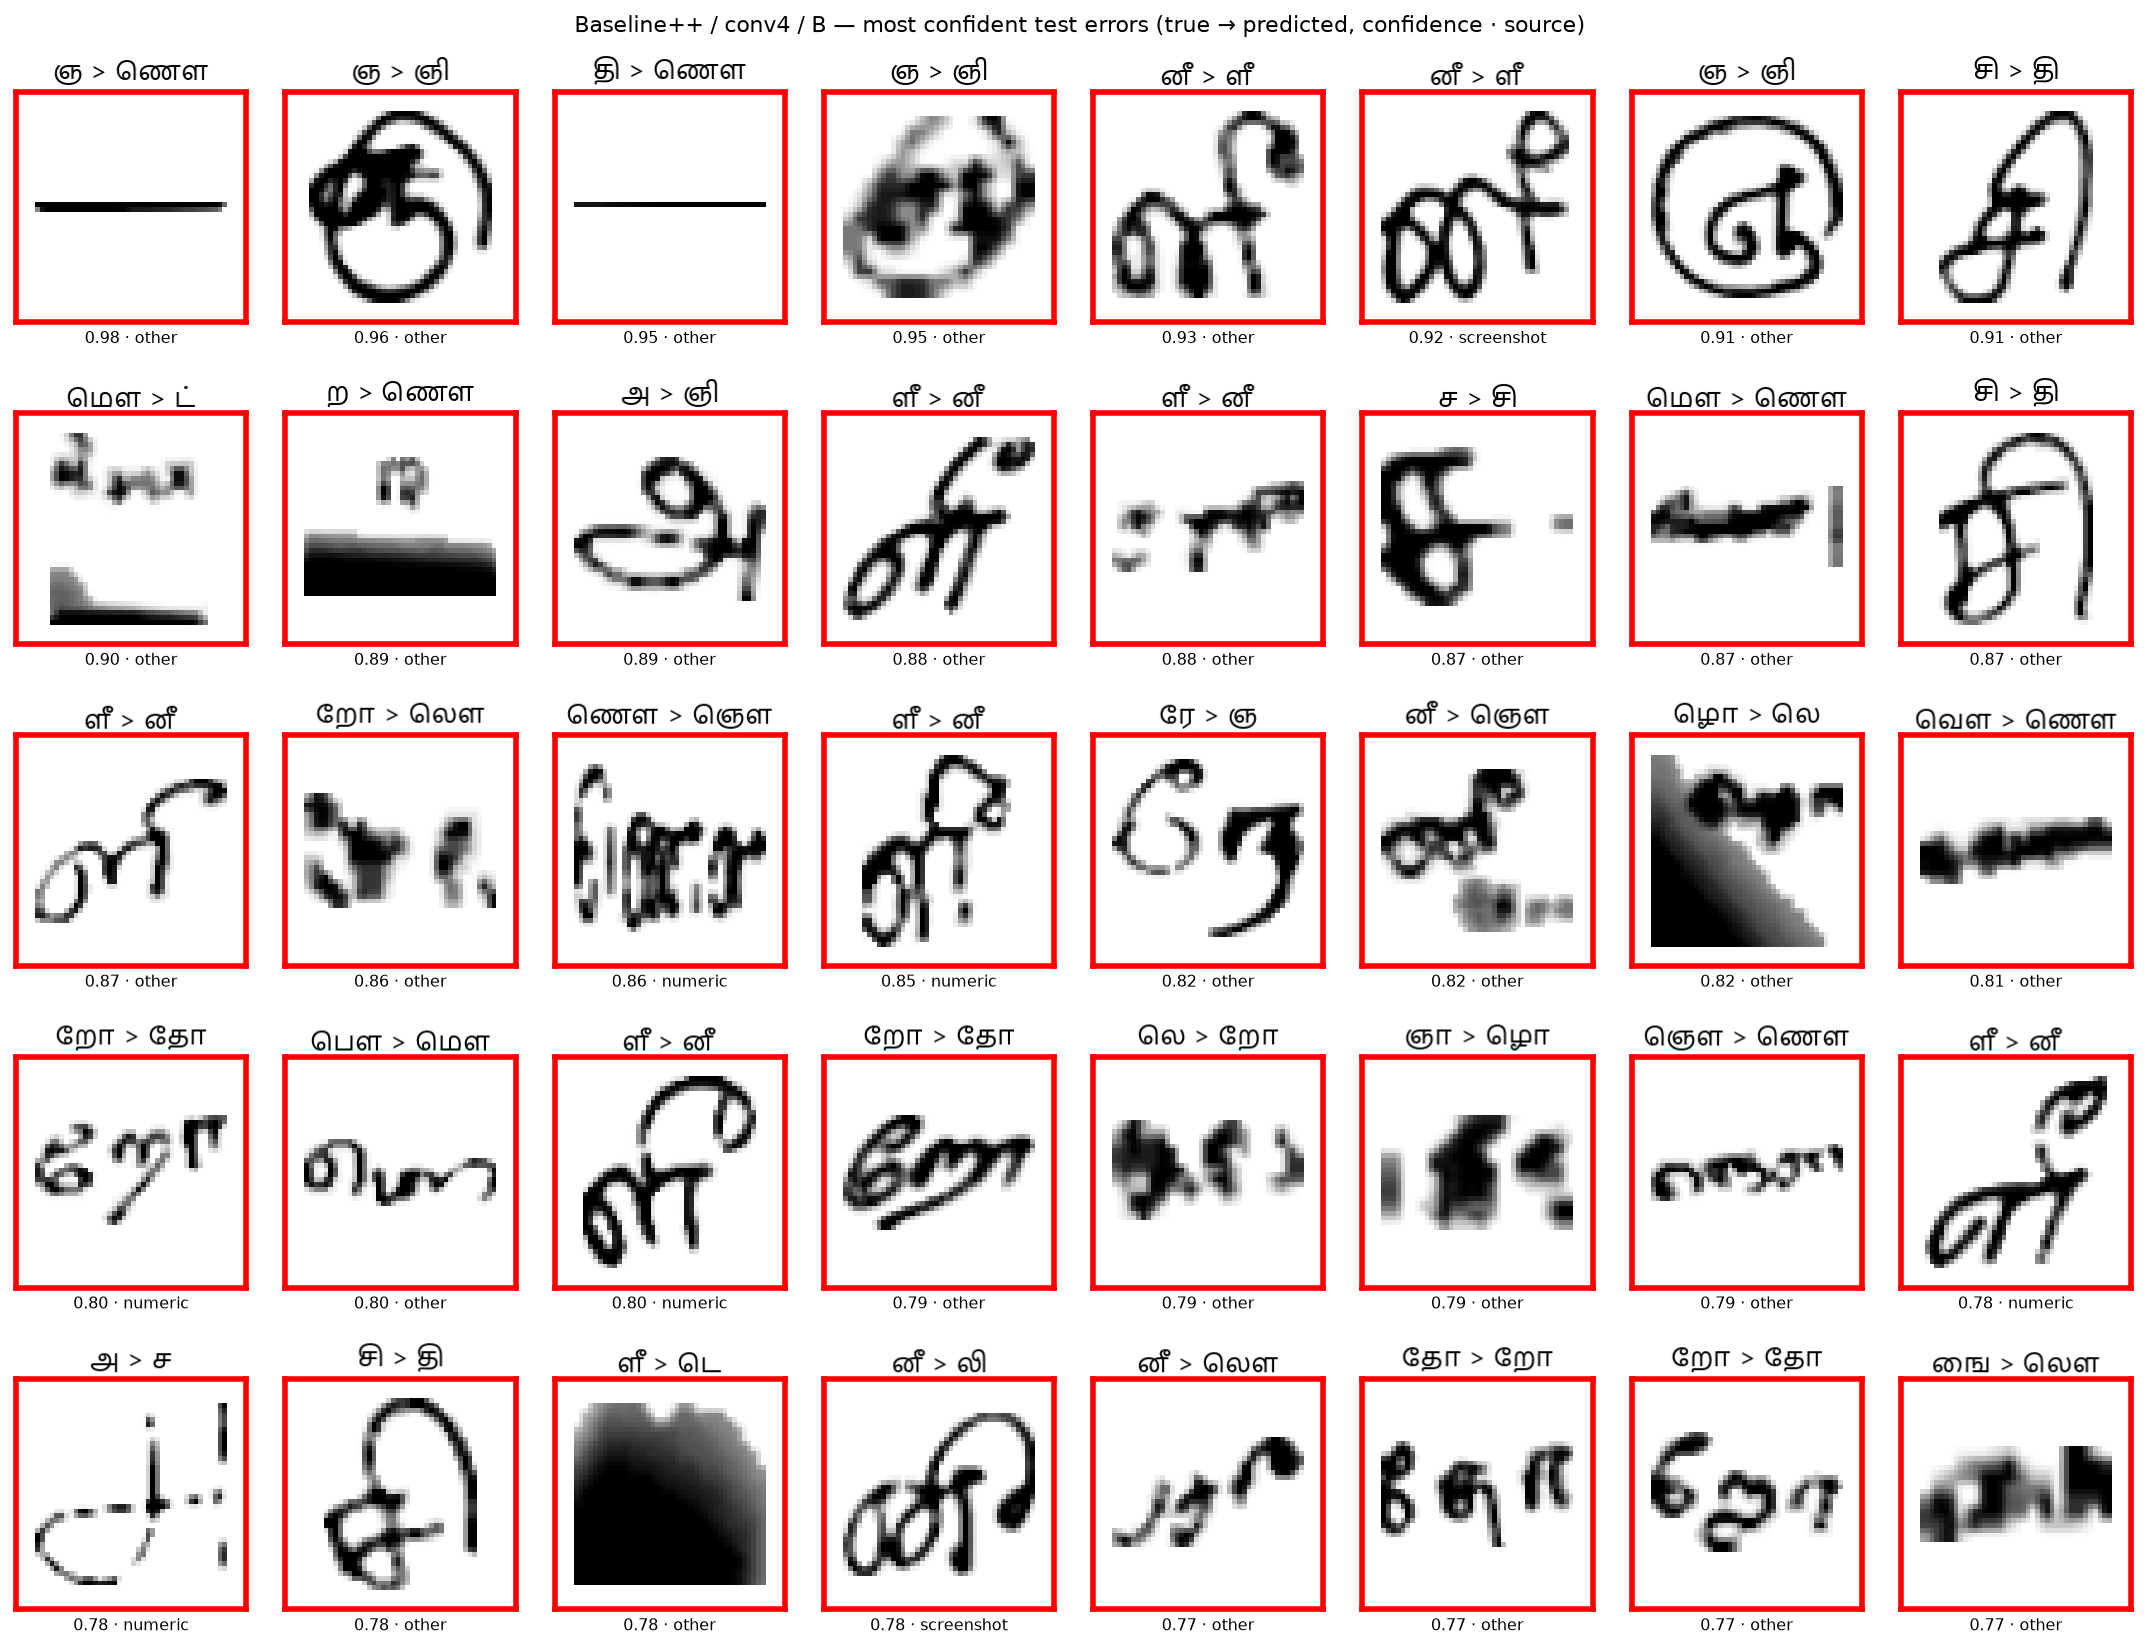 Baseline++ / conv4 / B — most confident test errors (true → predicted, confidence · source)
ஞ > ணௌ ஞ > ஞி தி > ணௌ ஞ > ஞி னீ > ளீ னீ > ளீ ஞ > ஞி சி > தி
0.98 · other 0.96 · other 0.95 · other 0.95 · other 0.93 · other 0.92 · screenshot 0.91 · other 0.91 · other
மௌ > ட் ற > ணௌ அ > ஞி ளீ > னீ ளீ > னீ ச > சி மௌ > ணௌ சி > தி
0.90 · other 0.89 · other 0.89 · other 0.88 · other 0.88 · other 0.87 · other 0.87 · other 0.87 · other
ளீ > னீ றோ > லௌ ணௌ > ஞௌ ளீ > னீ ரே > ஞ னீ > ஞௌ ழொ > லெ வௌ > ணௌ
0.87 · other 0.86 · other 0.86 · numeric 0.85 · numeric 0.82 · other 0.82 · other 0.82 · other 0.81 · other
றோ > தோ பௌ > மௌ ளீ > னீ றோ > தோ லெ > றோ ஞா > ழொ ஞௌ > ணௌ ளீ > னீ
0.80 · numeric 0.80 · other 0.80 · numeric 0.79 · other 0.79 · other 0.79 · other 0.79 · other 0.78 · numeric
அ > ச சி > தி ளீ > டெ னீ > லி னீ > லௌ தோ > றோ றோ > தோ ஙை > லௌ
0.78 · numeric 0.78 · other 0.78 · other 0.78 · screenshot 0.77 · other 0.77 · other 0.77 · other 0.77 · other